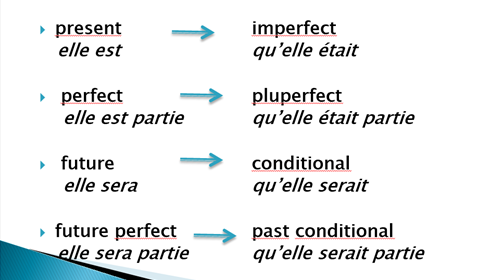 present imperfect
elle est qu'elle était
perfect pluperfect
elle est partie qu'elle était partie
future conditional
elle sera qu'elle serait
future perfect past conditional
elle sera partie qu'elle serait partie